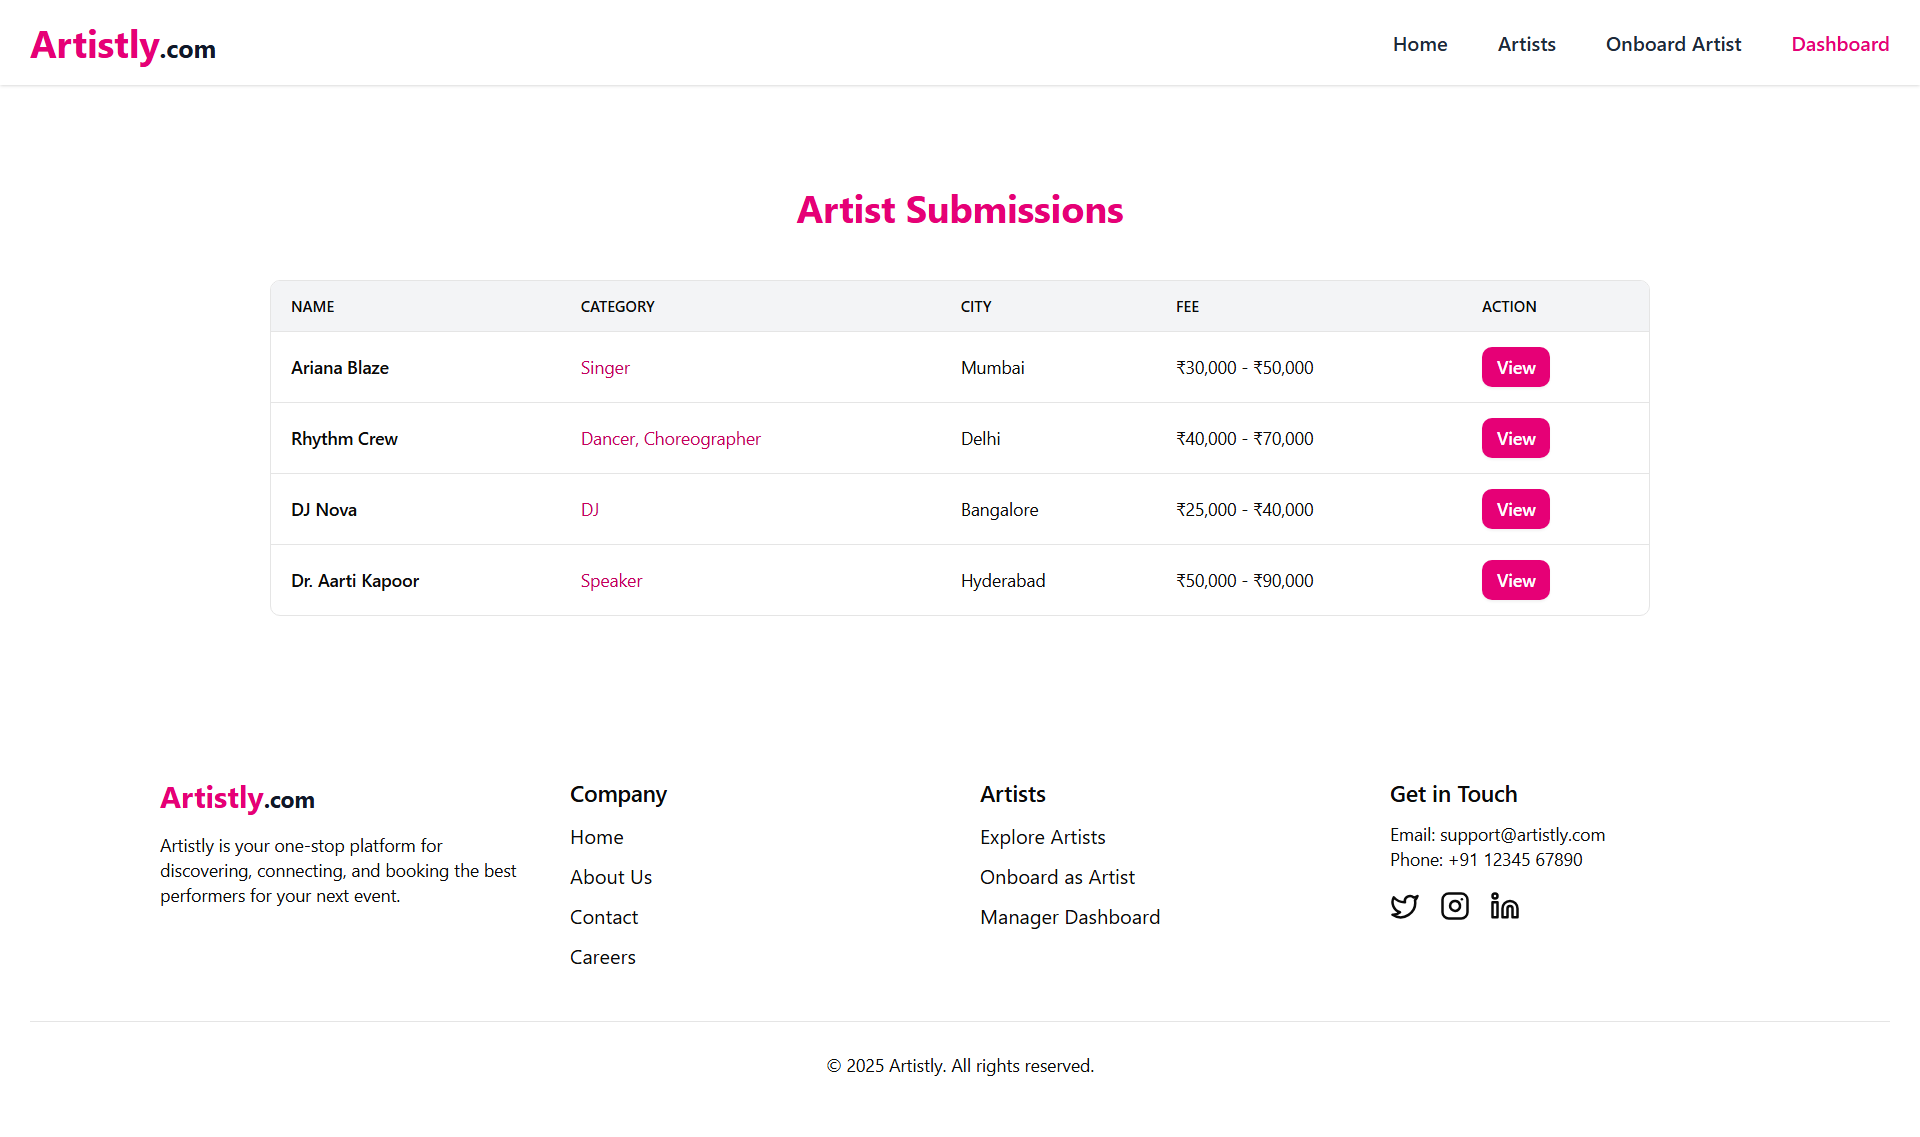 Artistly.com
Home Artists Onboard Artist Dashboard
Artist Submissions
NAME CATEGORY CITY FEE ACTION
Ariana Blaze Singer Mumbai ₹30,000 - ₹50,000 View
Rhythm Crew Dancer, Choreographer Delhi ₹40,000 - ₹70,000 View
DJ Nova DJ Bangalore ₹25,000 - ₹40,000 View
Dr. Aarti Kapoor Speaker Hyderabad ₹50,000 - ₹90,000 View
Artistly.com
Artistly is your one-stop platform for
discovering, connecting, and booking the best
performers for your next event.
Company
Home
About Us
Contact
Careers
Artists
Explore Artists
Onboard as Artist
Manager Dashboard
Get in Touch
Email: support@artistly.com
Phone: +91 12345 67890
© 2025 Artistly. All rights reserved.